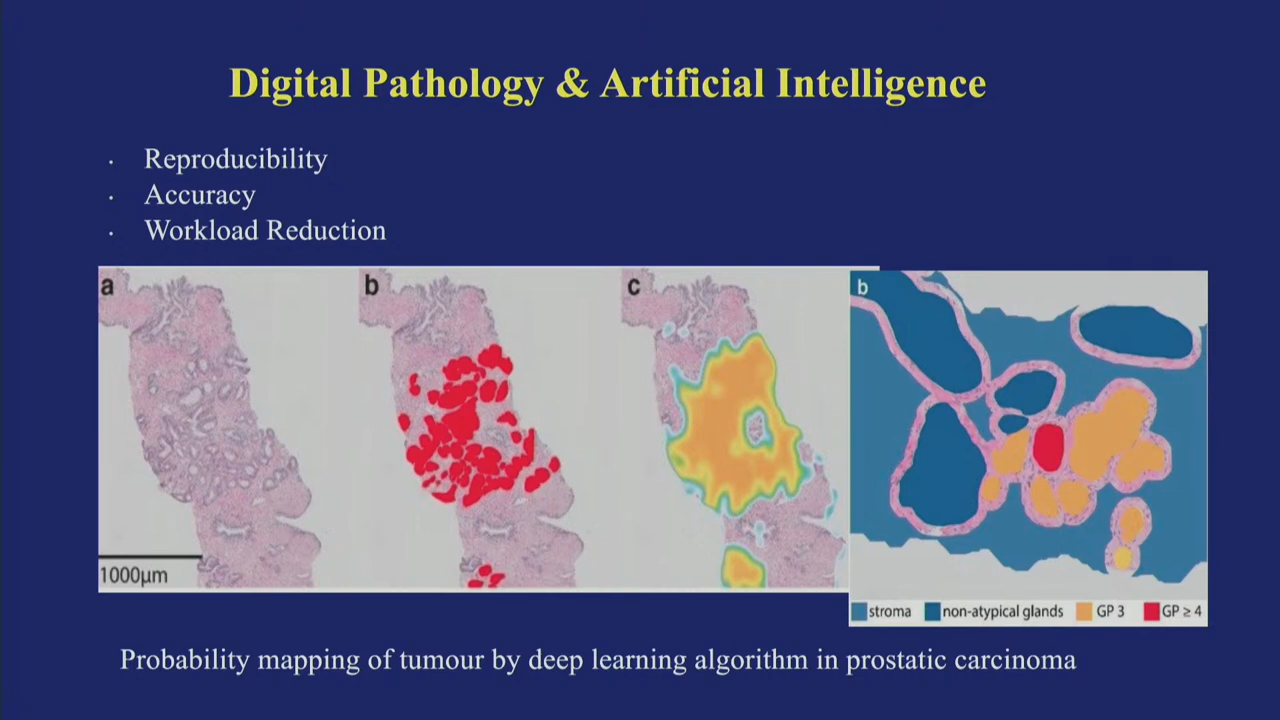 Digital Pathology & Artificial Intelligence
· Reproducibility
· Accuracy
· Workload Reduction
a
b
c
b
1000µm
stroma non-atypical glands GP 3 GP ≥ 4
Probability mapping of tumour by deep learning algorithm in prostatic carcinoma